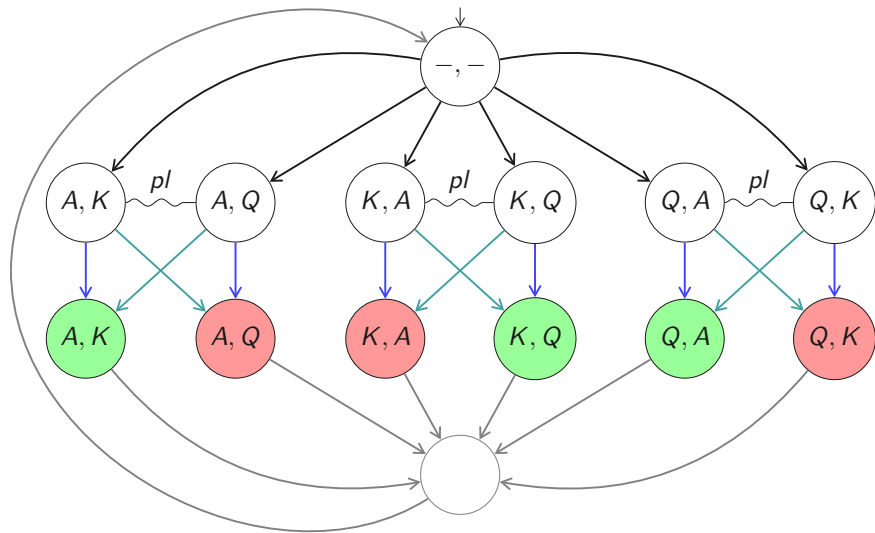 −, −
pl pl pl
A, K A, Q K, A K, Q Q, A Q, K
A, K A, Q K, A K, Q Q, A Q, K